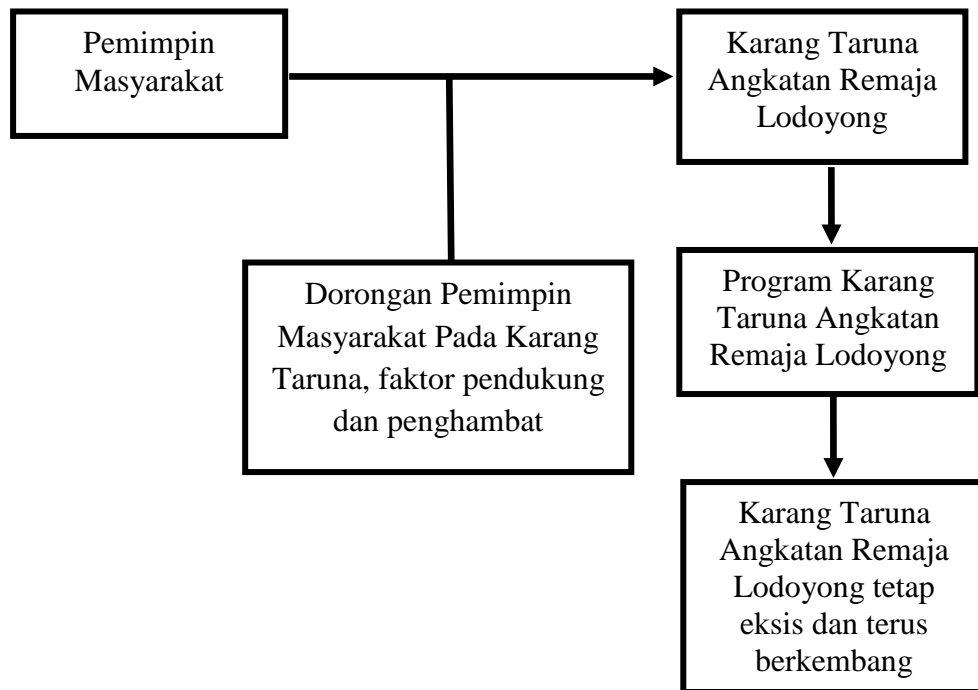 Pemimpin
Masyarakat
Karang Taruna
Angkatan Remaja
Lodoyong
Dorongan Pemimpin
Masyarakat Pada Karang
Taruna, faktor pendukung
dan penghambat
Program Karang
Taruna Angkatan
Remaja Lodoyong
Karang Taruna
Angkatan Remaja
Lodoyong tetap
eksis dan terus
berkembang